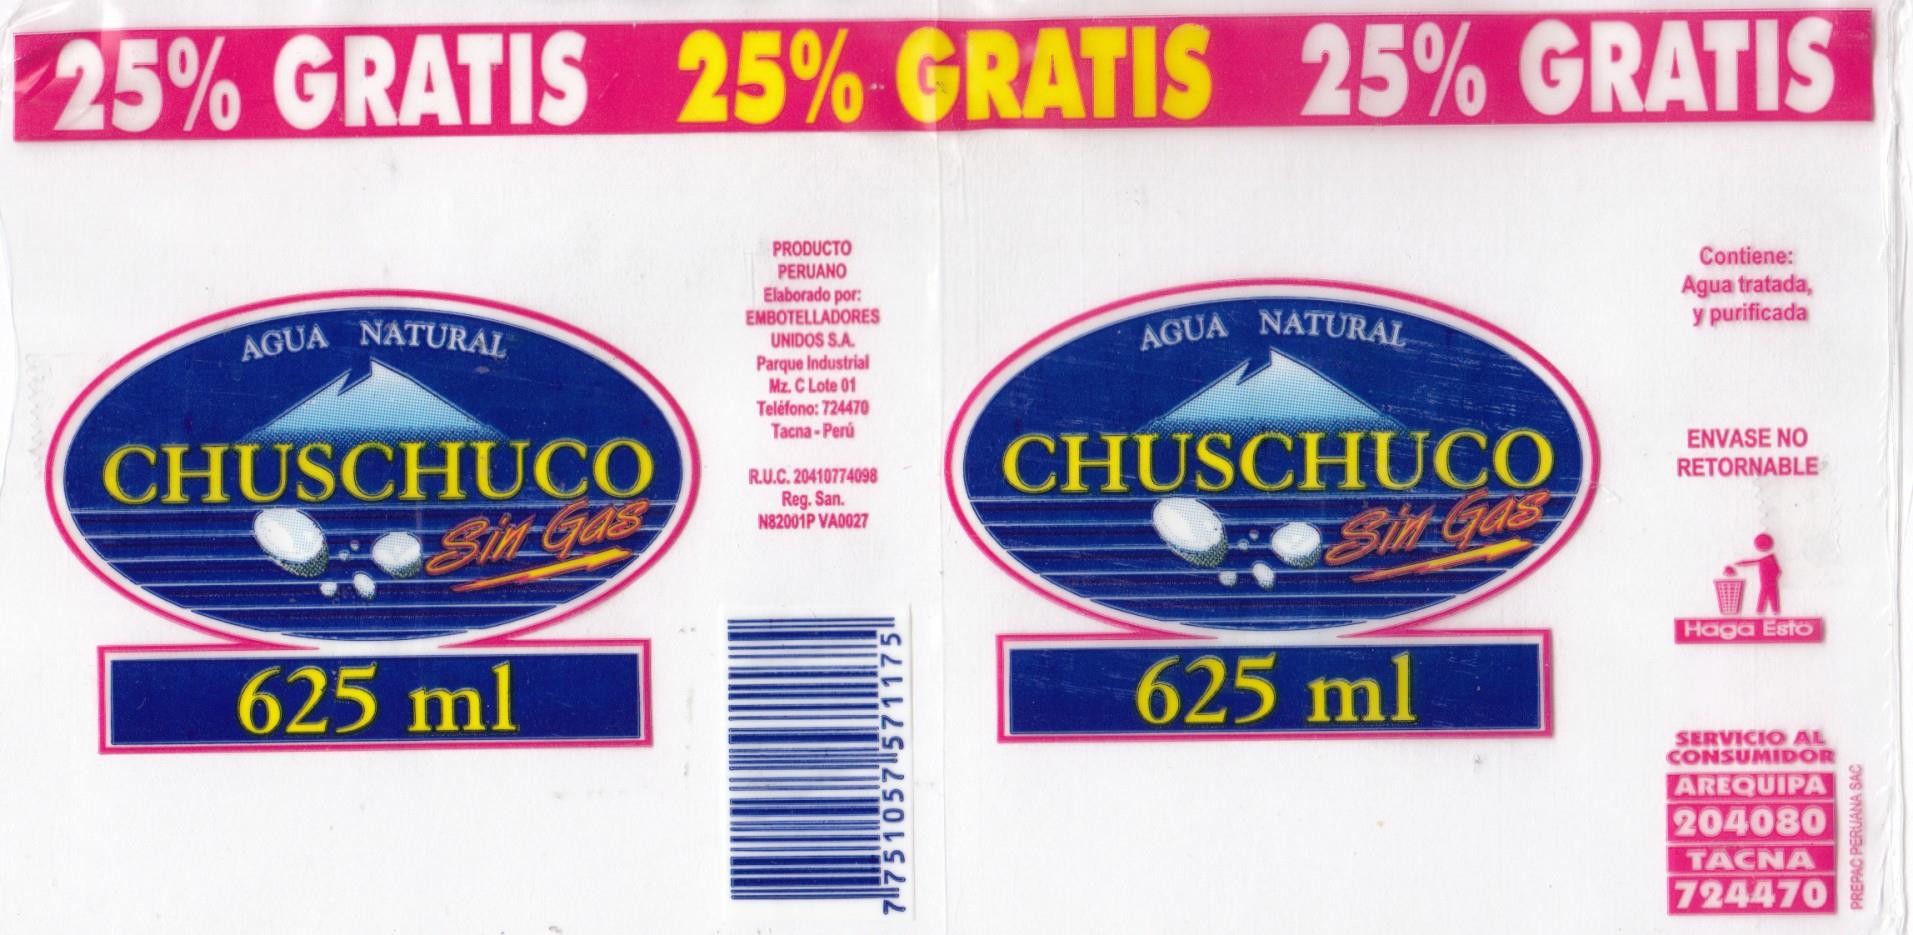 25% GRATIS 25% GRATIS 25% GRATIS
AGUA NATURAL
CHUSCHUCO
Sin Gas
625 ml
PRODUCTO
PERUANO
Elaborado por:
EMBOTELLADORES
UNIDOS S.A.
Parque Industrial
Mz. C Lote 01
Teléfono: 724470
Tacna - Perú
R.U.C. 20410774098
Reg. San.
N82001P VA0027
7751057571175
AGUA NATURAL
CHUSCHUCO
Sin Gas
625 ml
Contiene:
Agua tratada,
y purificada
ENVASE NO
RETORNABLE
Haga Esto
SERVICIO AL
CONSUMIDOR
AREQUIPA
204080
TACNA
724470
PREPAC PERUANA SAC